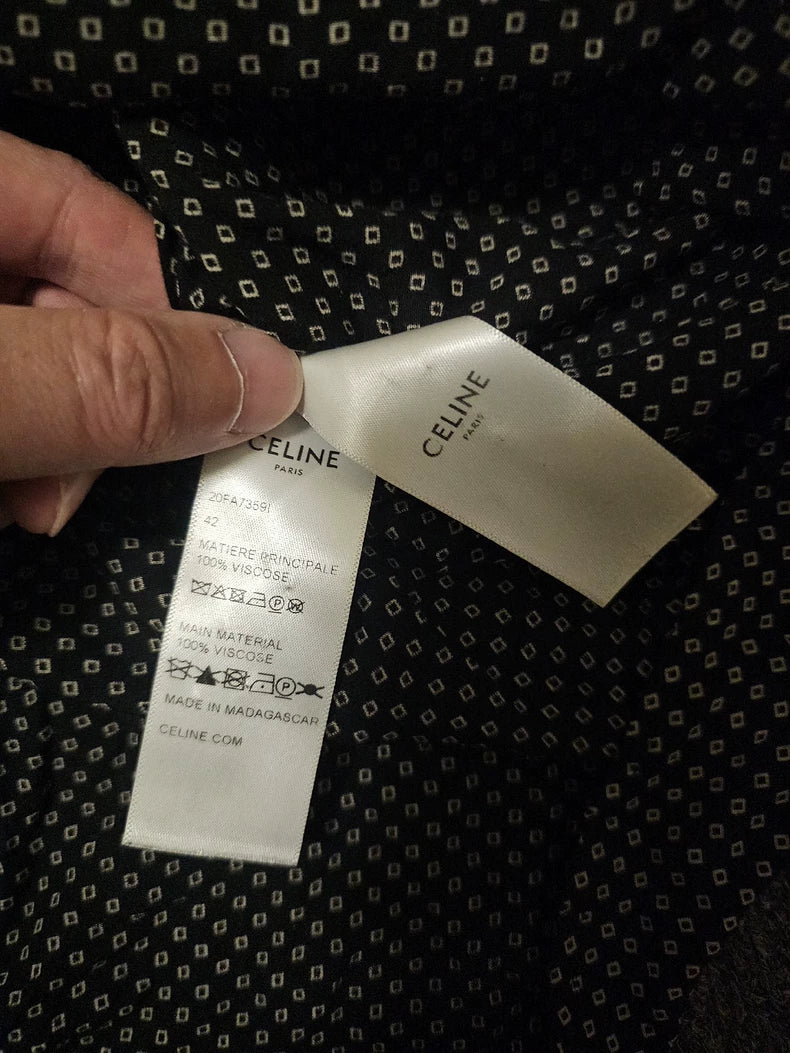 CELINE
PARIS
20FA7359I
42
MATIERE PRINCIPALE
100% VISCOSE
MAIN MATERIAL
100% VISCOSE
MADE IN MADAGASCAR
CELINE.COM
CELINE
PARIS